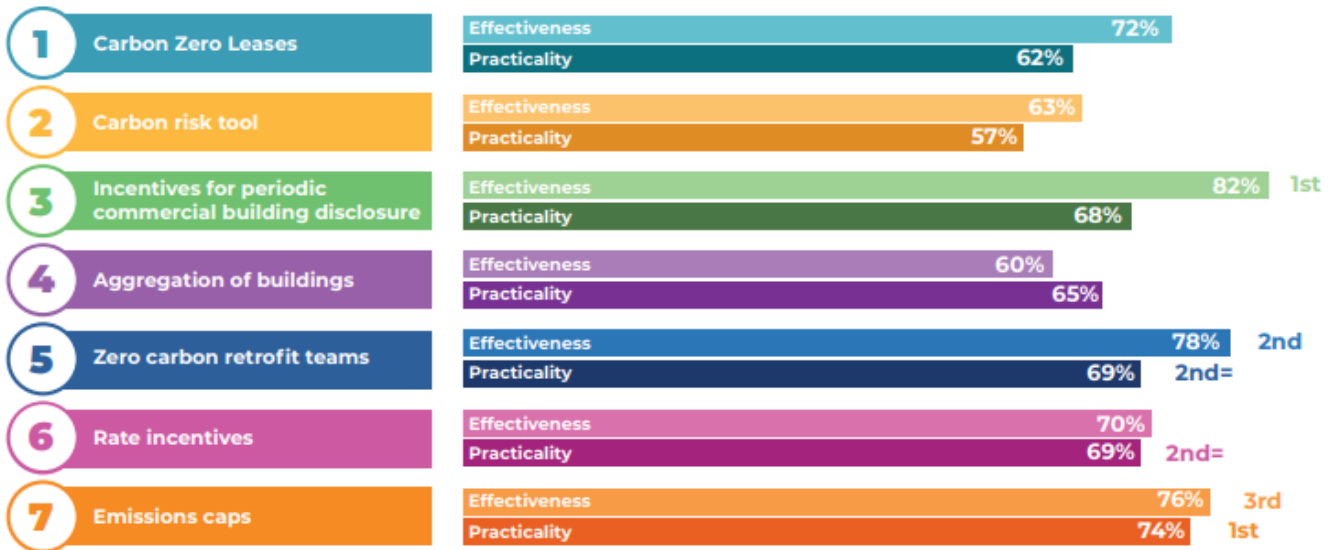 1
Carbon Zero Leases
Effectiveness 72%
Practicality 62%
2
Carbon risk tool
Effectiveness 63%
Practicality 57%
3
Incentives for periodic
commercial building disclosure
Effectiveness 82% 1st
Practicality 68%
4
Aggregation of buildings
Effectiveness 60%
Practicality 65%
5
Zero carbon retrofit teams
Effectiveness 78% 2nd
Practicality 69% 2nd=
6
Rate incentives
Effectiveness 70%
Practicality 69% 2nd=
7
Emissions caps
Effectiveness 76% 3rd
Practicality 74% 1st